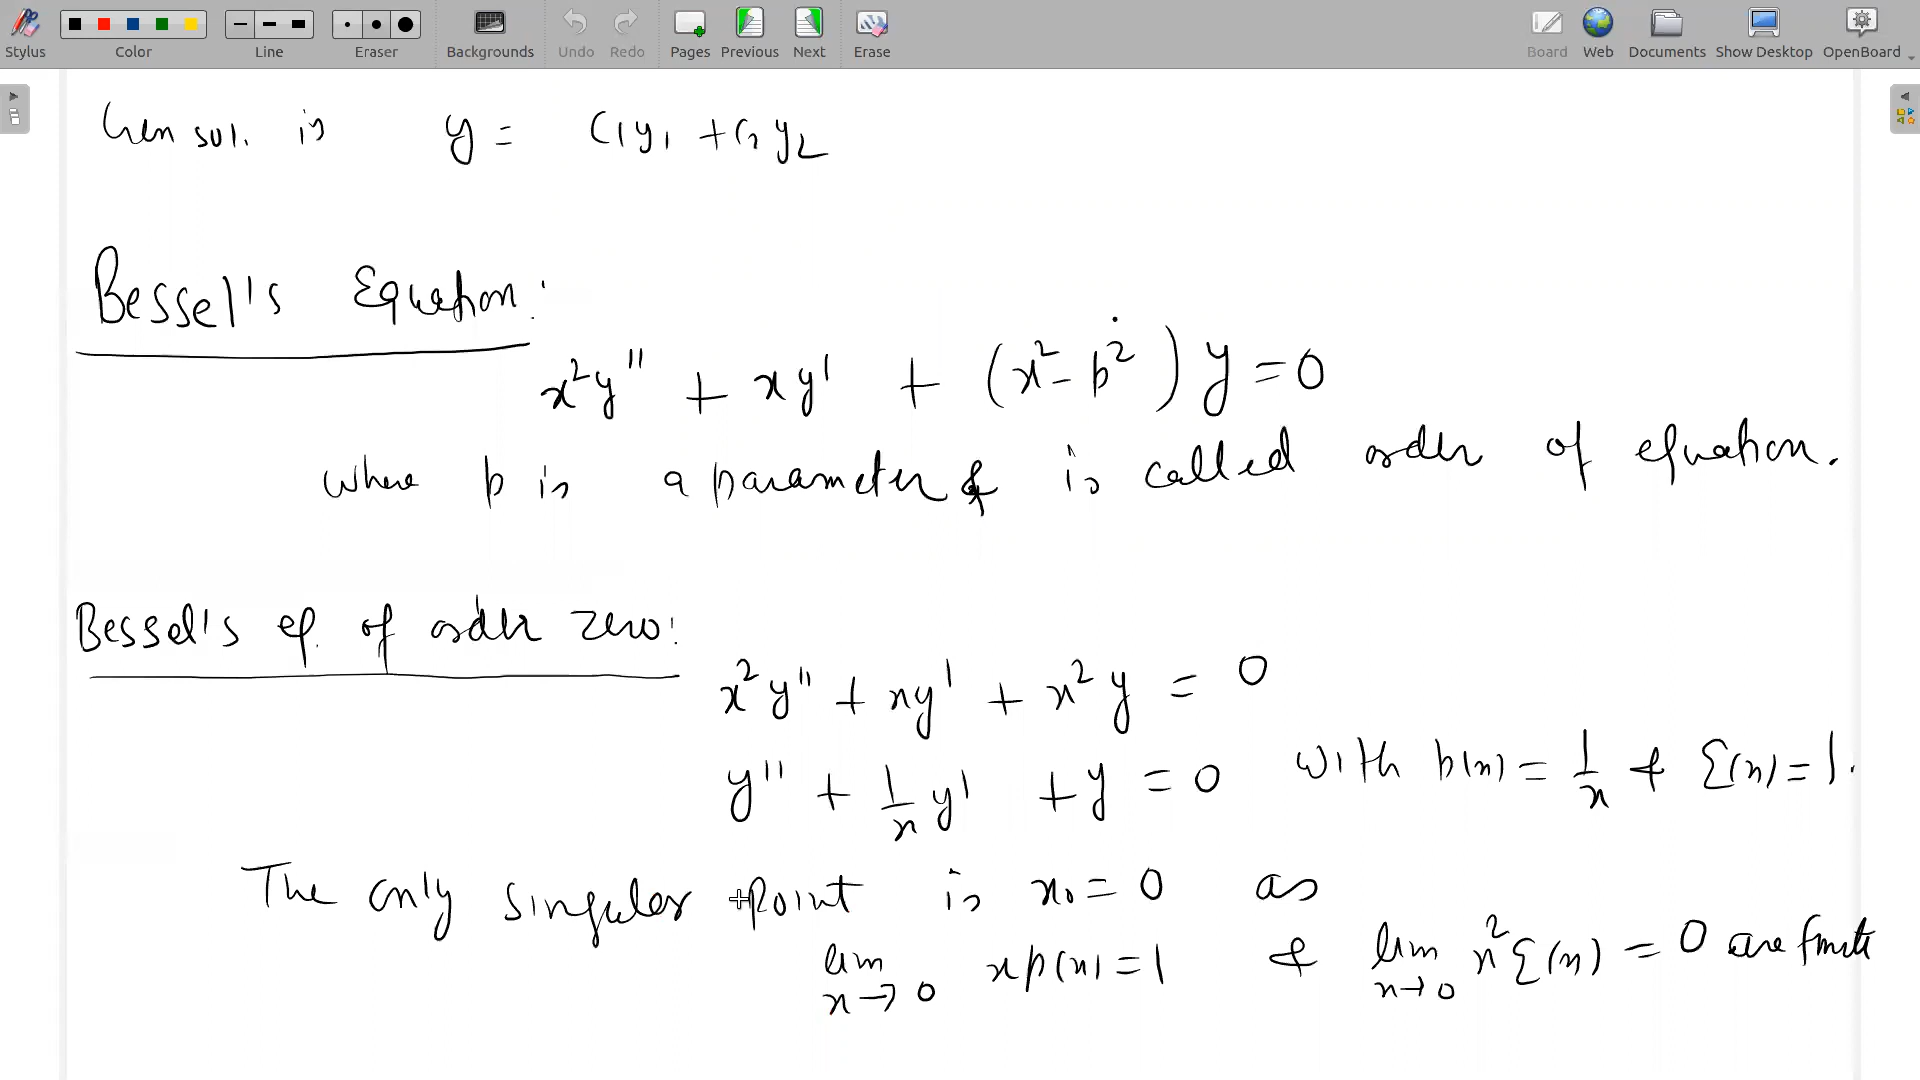 Stylus Color Line Eraser Backgrounds Undo Redo Pages Previous Next Erase Board Web Documents Show Desktop OpenBoard
Gen sol. is y = C1y1 + C2y2
Bessel's Equation:
x²y'' + xy' + (x² - p²) y = 0
where p is a parameter & is called order of equation.
Bessel's eq. of order zero:
x²y'' + xy' + x²y = 0
y'' + 1/x y' + y = 0 with p(x) = 1/x & ξ(x) = 1.
The only singular point is x₀ = 0 as
lim x→0 xp(x) = 1 & lim x→0 x²ξ(x) = 0 are finite